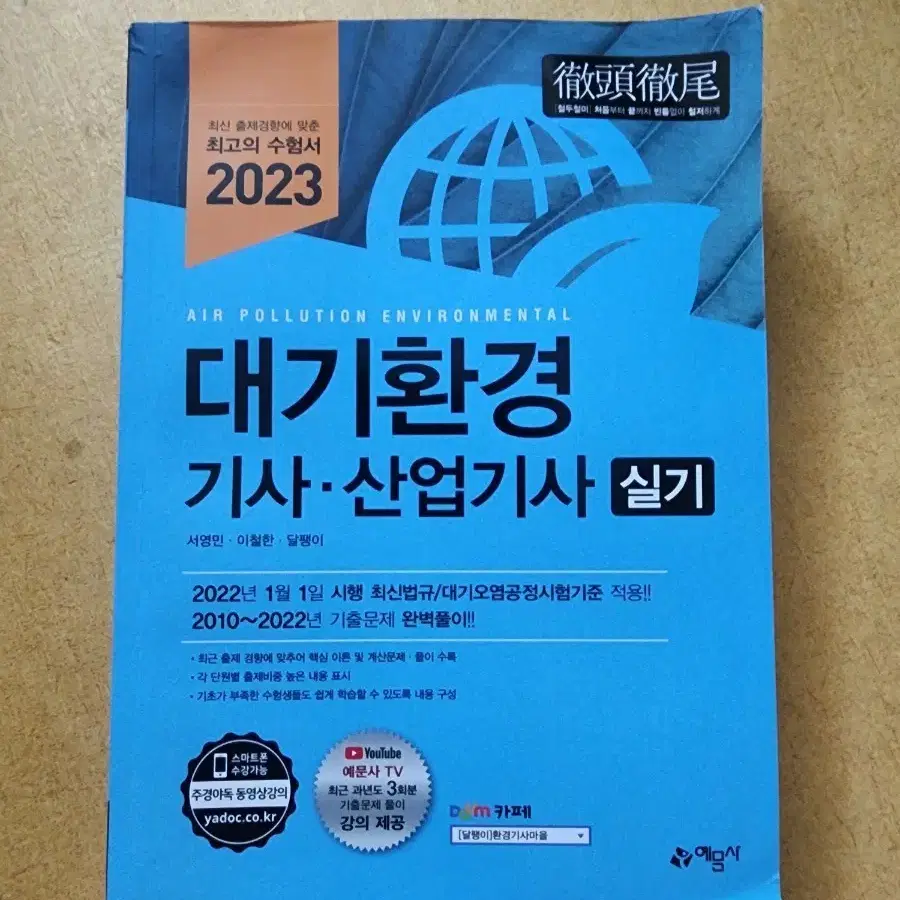 徹頭徹尾
[철두철미] 처음부터 끝까지 빈틈없이 철저하게
최신 출제경향에 맞춘
최고의 수험서
2023
AIR POLLUTION ENVIRONMENTAL
대기환경
기사·산업기사 실기
서영민·이철한·달팽이
2022년 1월 1일 시행 최신법규/대기오염공정시험기준 적용!!
2010~2022년 기출문제 완벽풀이!!
• 최근 출제 경향에 맞추어 핵심 이론 및 계산문제·풀이 수록
• 각 단원별 출제비중 높은 내용 표시
• 기초가 부족한 수험생들도 쉽게 학습할 수 있도록 내용 구성
스마트폰
수강가능
주경야독 동영상강의
yadoc.co.kr
YouTube
예문사 TV
최근 과년도 3회분
기출문제 풀이
강의 제공
Daum 카페
[달팽이]환경기사마을
예문사